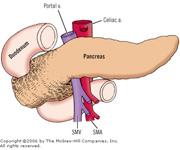 Portal v.
Celiac a.
Duodenum
Pancreas
SMV
SMA
Copyright ©2006 by The McGraw-Hill Companies, Inc.
All rights reserved.